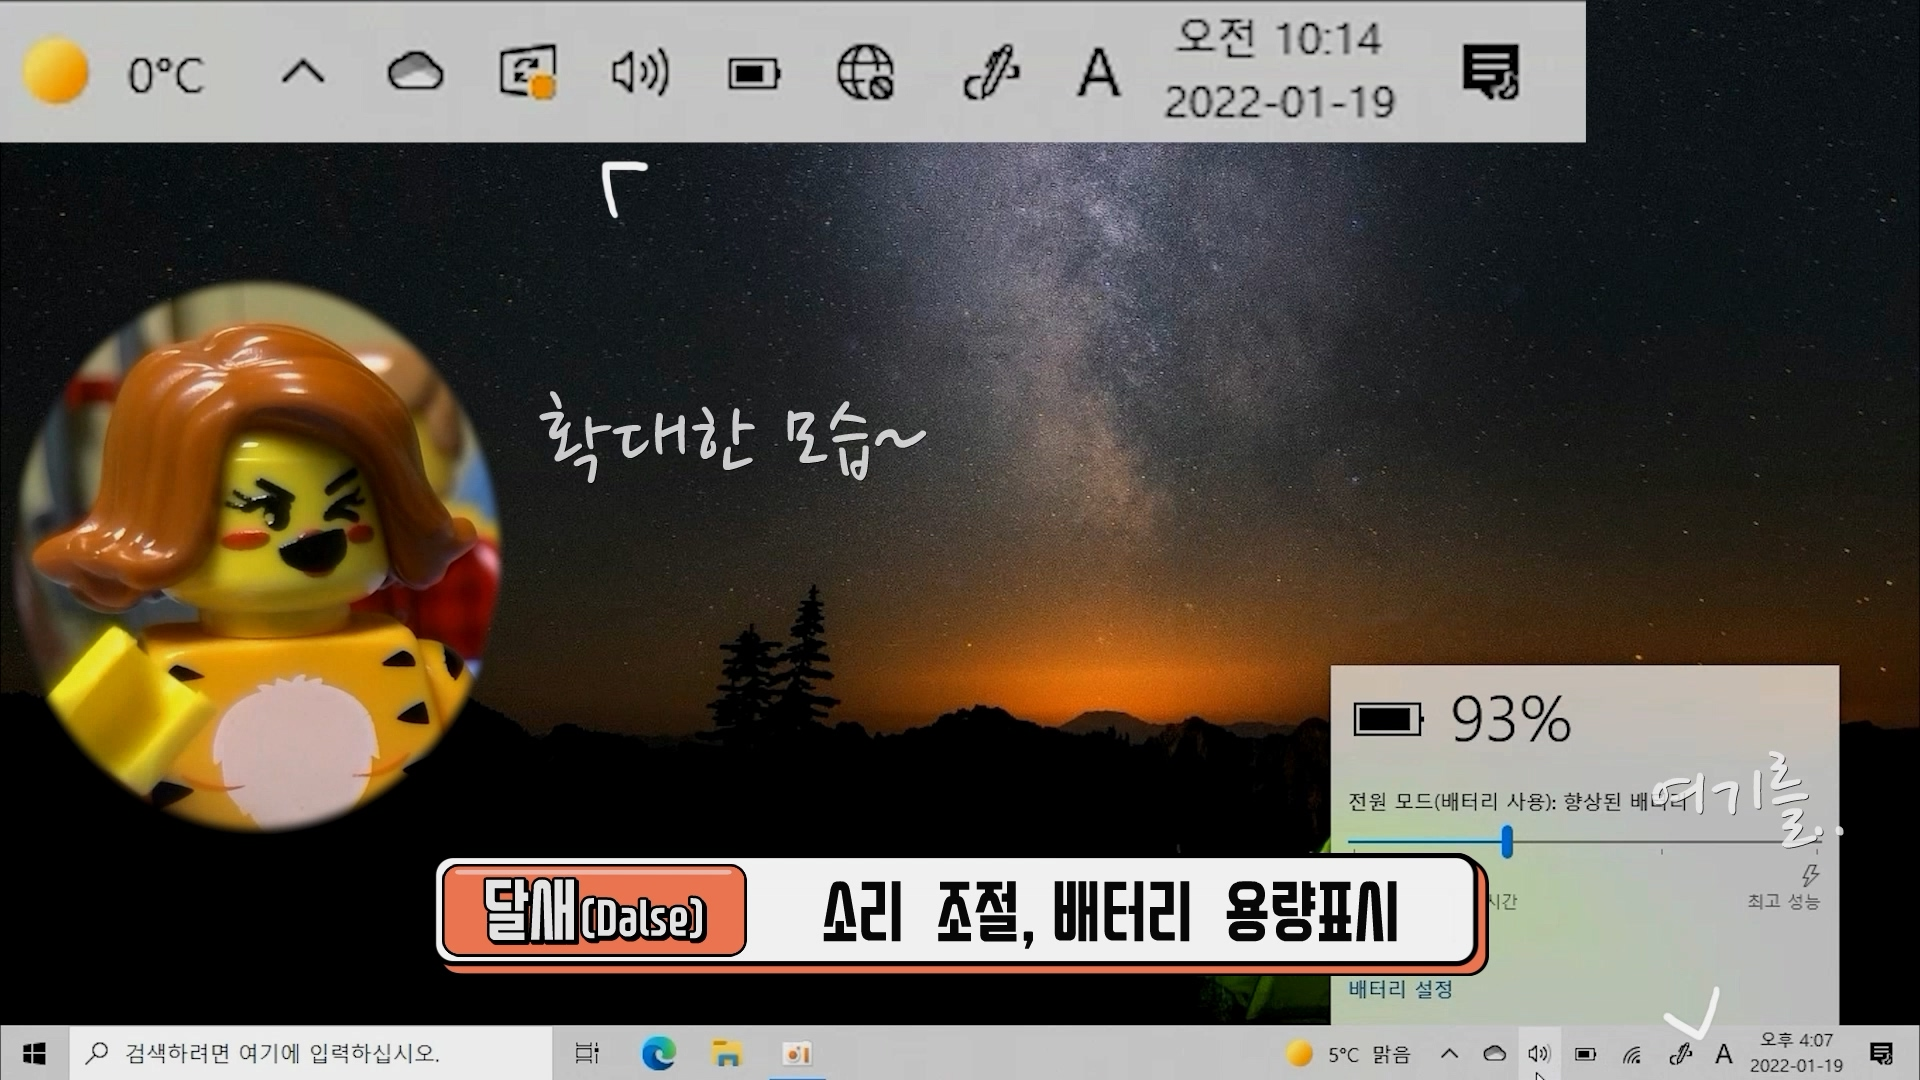 0°C
A
오전 10:14
2022-01-19
확대한 모습~
93%
전원 모드(배터리 사용): 향상된 배터리
여기를..
달새(Dalse)
소리 조절, 배터리 용량표시
시간
최고 성능
배터리 설정
검색하려면 여기에 입력하십시오.
5°C 맑음
A
오후 4:07
2022-01-19